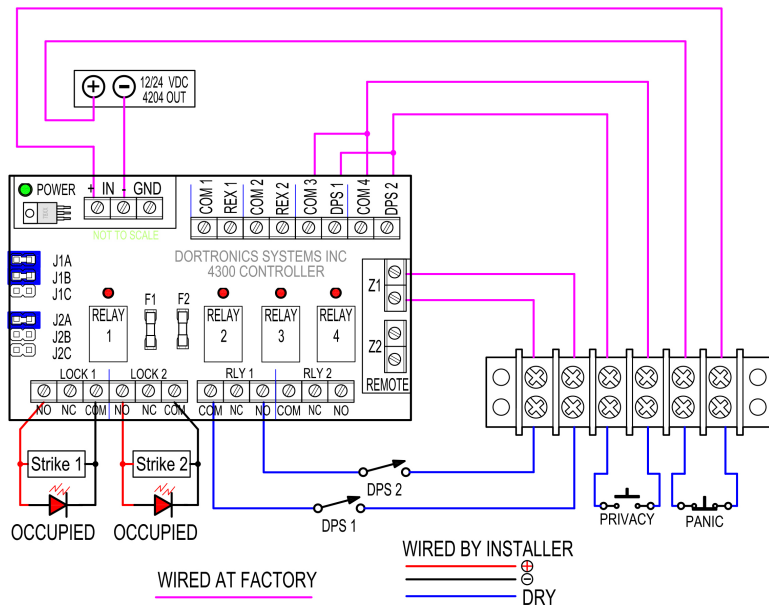 12/24 VDC
4204 OUT
POWER
+ IN - GND
NOT TO SCALE
COM 1
REX 1
COM 2
REX 2
COM 3
DPS 1
COM 4
DPS 2
DORTRONICS SYSTEMS INC
4300 CONTROLLER
J1A
J1B
J1C
J2A
J2B
J2C
RELAY
1
F1
F2
RELAY
2
RELAY
3
RELAY
4
Z1
Z2
REMOTE
LOCK 1
LOCK 2
RLY 1
RLY 2
NO
NC
COM
NO
NC
COM
COM
NC
NO
COM
NC
NO
Strike 1
Strike 2
OCCUPIED
OCCUPIED
DPS 2
DPS 1
PRIVACY
PANIC
WIRED BY INSTALLER
WIRED AT FACTORY
DRY